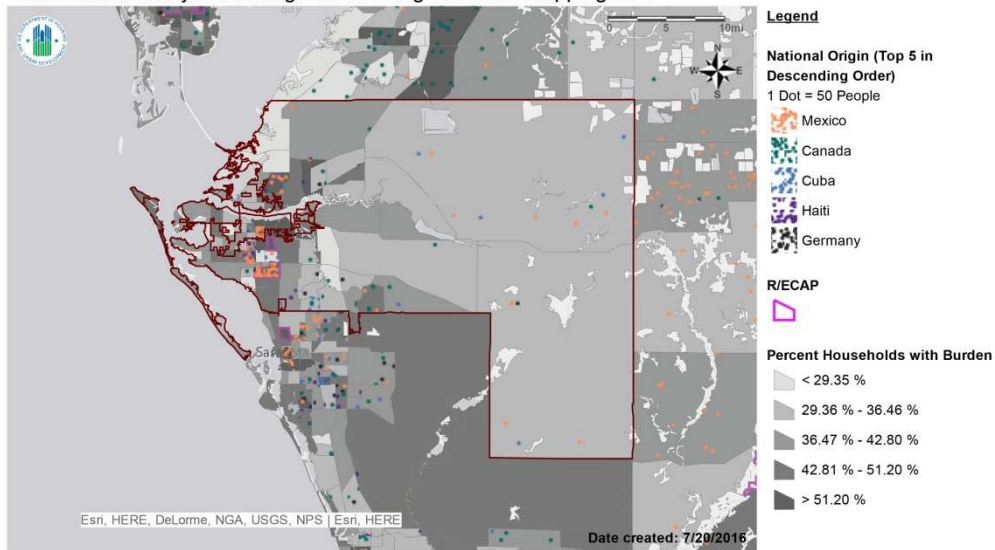 Legend
National Origin (Top 5 in
Descending Order)
1 Dot = 50 People
Mexico
Canada
Cuba
Haiti
Germany
R/ECAP
Percent Households with Burden
< 29.35 %
29.36 % - 36.46 %
36.47 % - 42.80 %
42.81 % - 51.20 %
> 51.20 %
0 5 10mi
N
W E
S
Esri, HERE, DeLorme, NGA, USGS, NPS | Esri, HERE
Date created: 7/20/2016